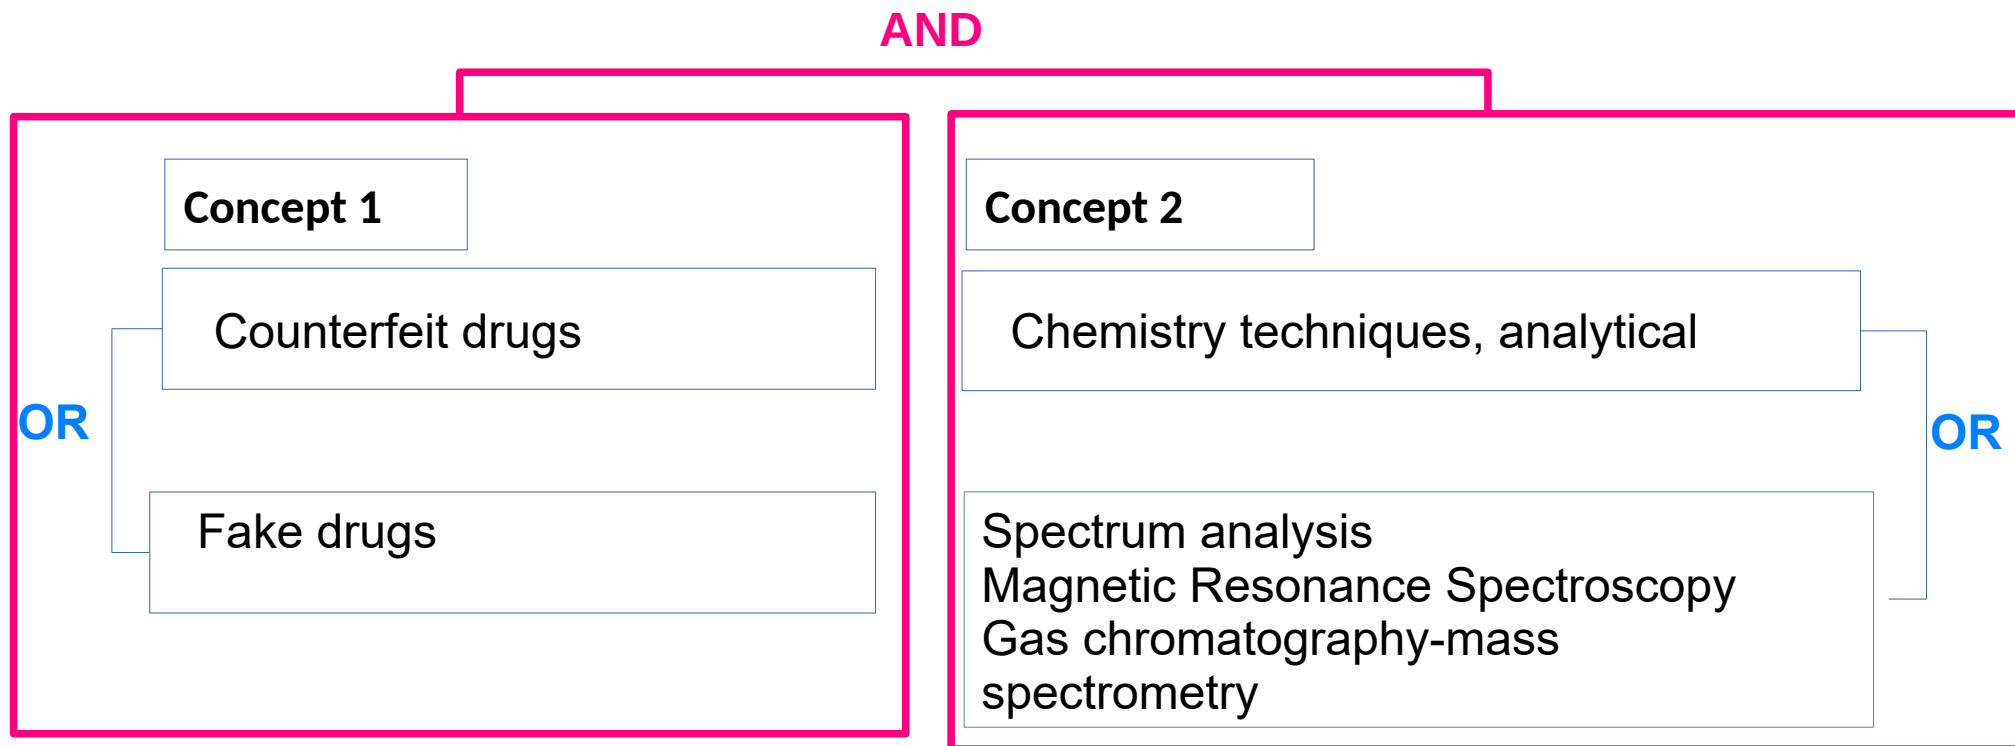 AND
Concept 1
Counterfeit drugs
OR
Fake drugs
Concept 2
Chemistry techniques, analytical
OR
Spectrum analysis
Magnetic Resonance Spectroscopy
Gas chromatography-mass
spectrometry